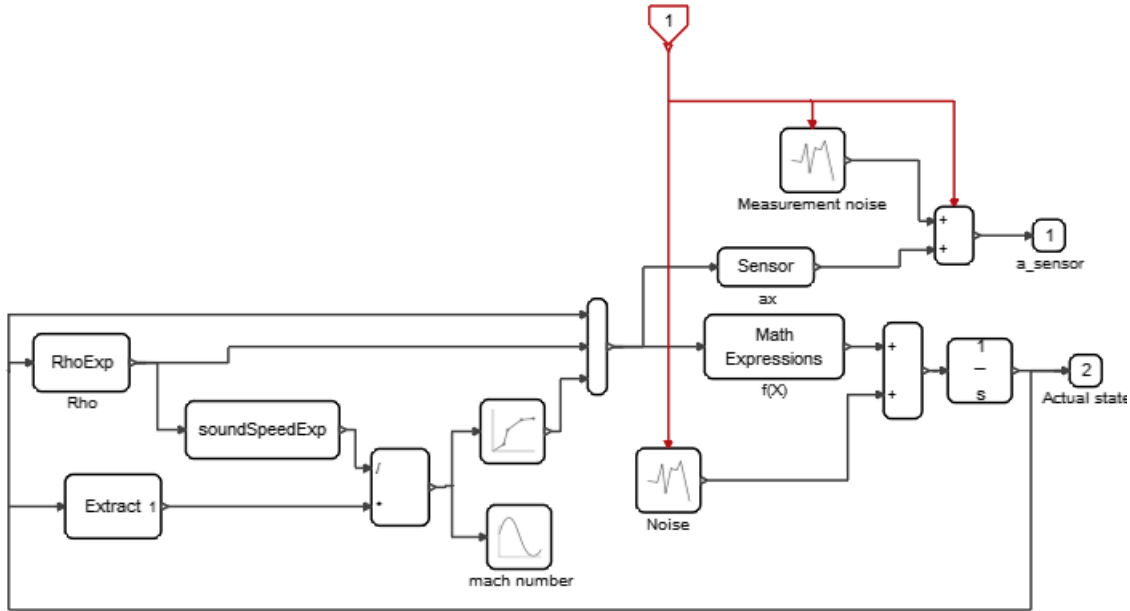 1
Measurement noise
+
+
1
a_sensor
Sensor
ax
RhoExp
Rho
Math
Expressions
f(X)
+
+
1
s
2
Actual state
soundSpeedExp
/
*
Extract 1
Noise
mach number